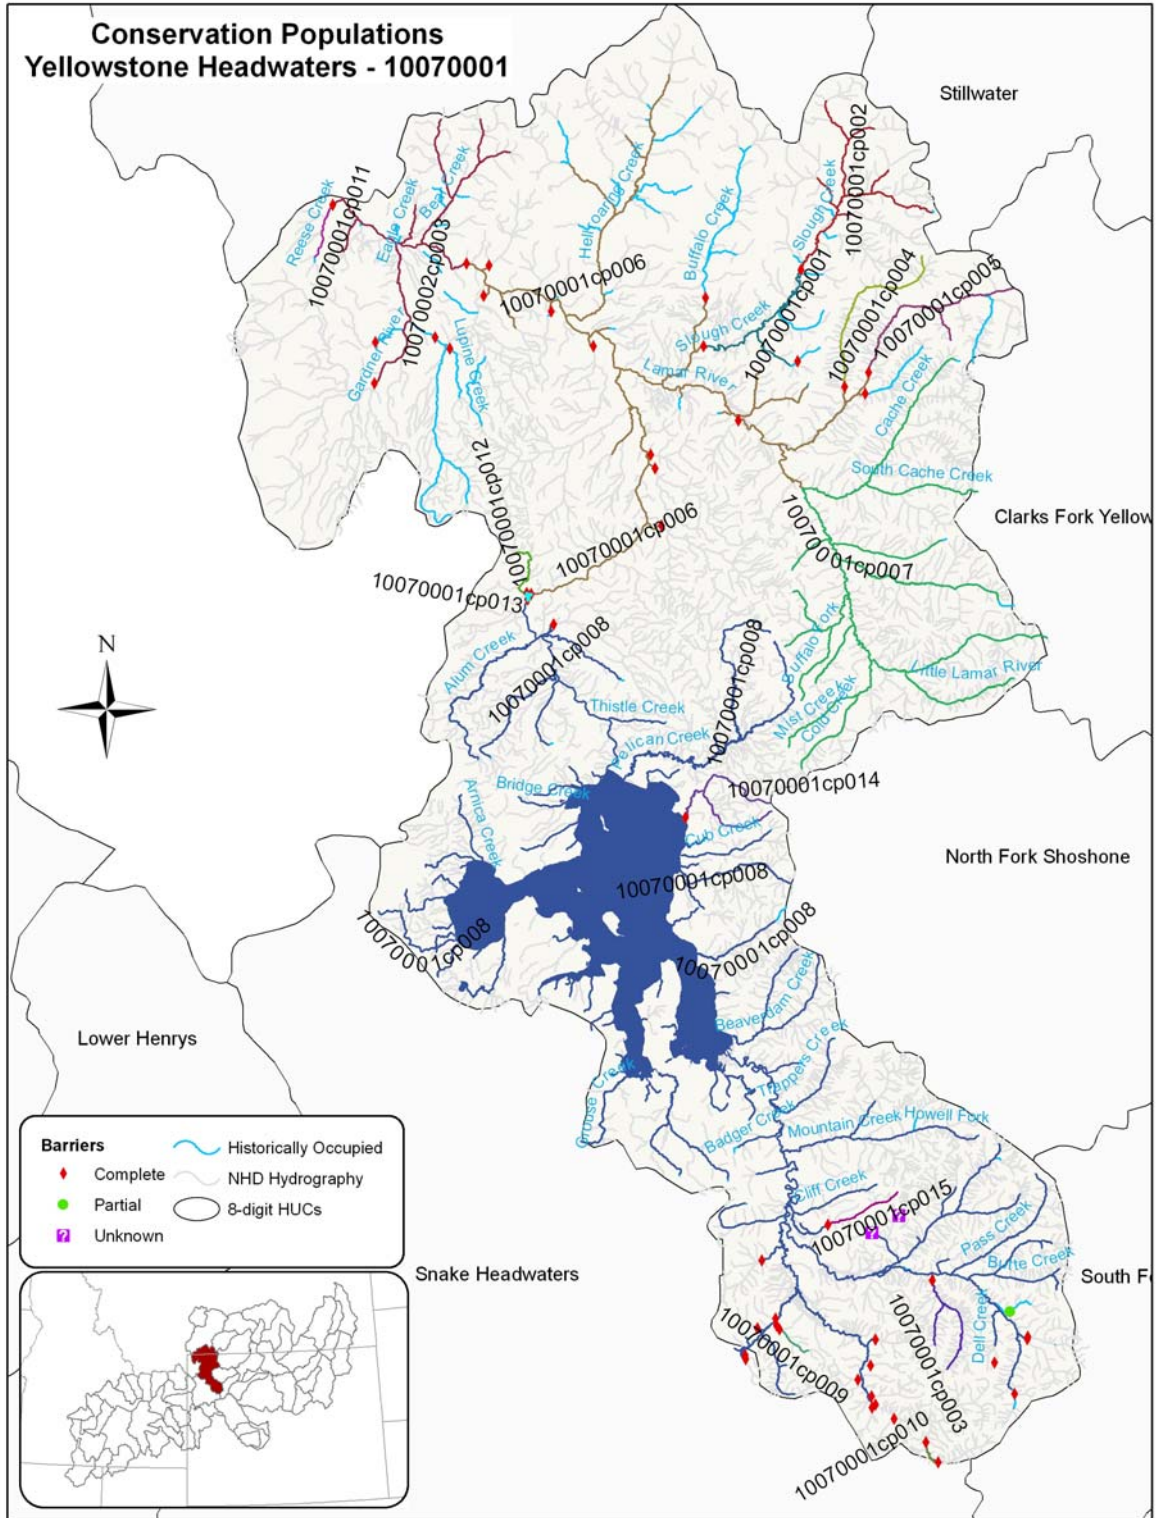 Conservation Populations
Yellowstone Headwaters - 10070001
Stillwater
10070001cp002
Reese Creek
10070001cp011
Eagle Creek
Bear Creek
10070002cp003
Hellroaring Creek
Buffalo Creek
Slough Creek
10070001cp006
10070001cp001
10070001cp004
10070001cp005
Gardner River
Lupine Creek
Slough Creek
Lamar River
Cache Creek
South Cache Creek
10070001cp012
Clarks Fork Yellow
10070001cp006
10070001cp007
10070001cp013
N
Alum Creek
10070001cp008
Buffalo Fork
Little Lamar River
Thistle Creek
10070001cp008
Mist Creek
Cold Creek
Pelican Creek
Bridge Creek
10070001cp014
Arnica Creek
Cub Creek
North Fork Shoshone
10070001cp008
10070001cp008
10070001cp008
Beaverdam Creek
Lower Henrys
Grouse Creek
Trappers Creek
Badger Creek
Mountain Creek
Howell Fork
Cliff Creek
10070001cp015
Pass Creek
Butte Creek
South Fo
Snake Headwaters
Dell Creek
10070001cp009
10070001cp003
10070001cp010
Barriers
Complete
Partial
? Unknown
Historically Occupied
NHD Hydrography
8-digit HUCs
?
?